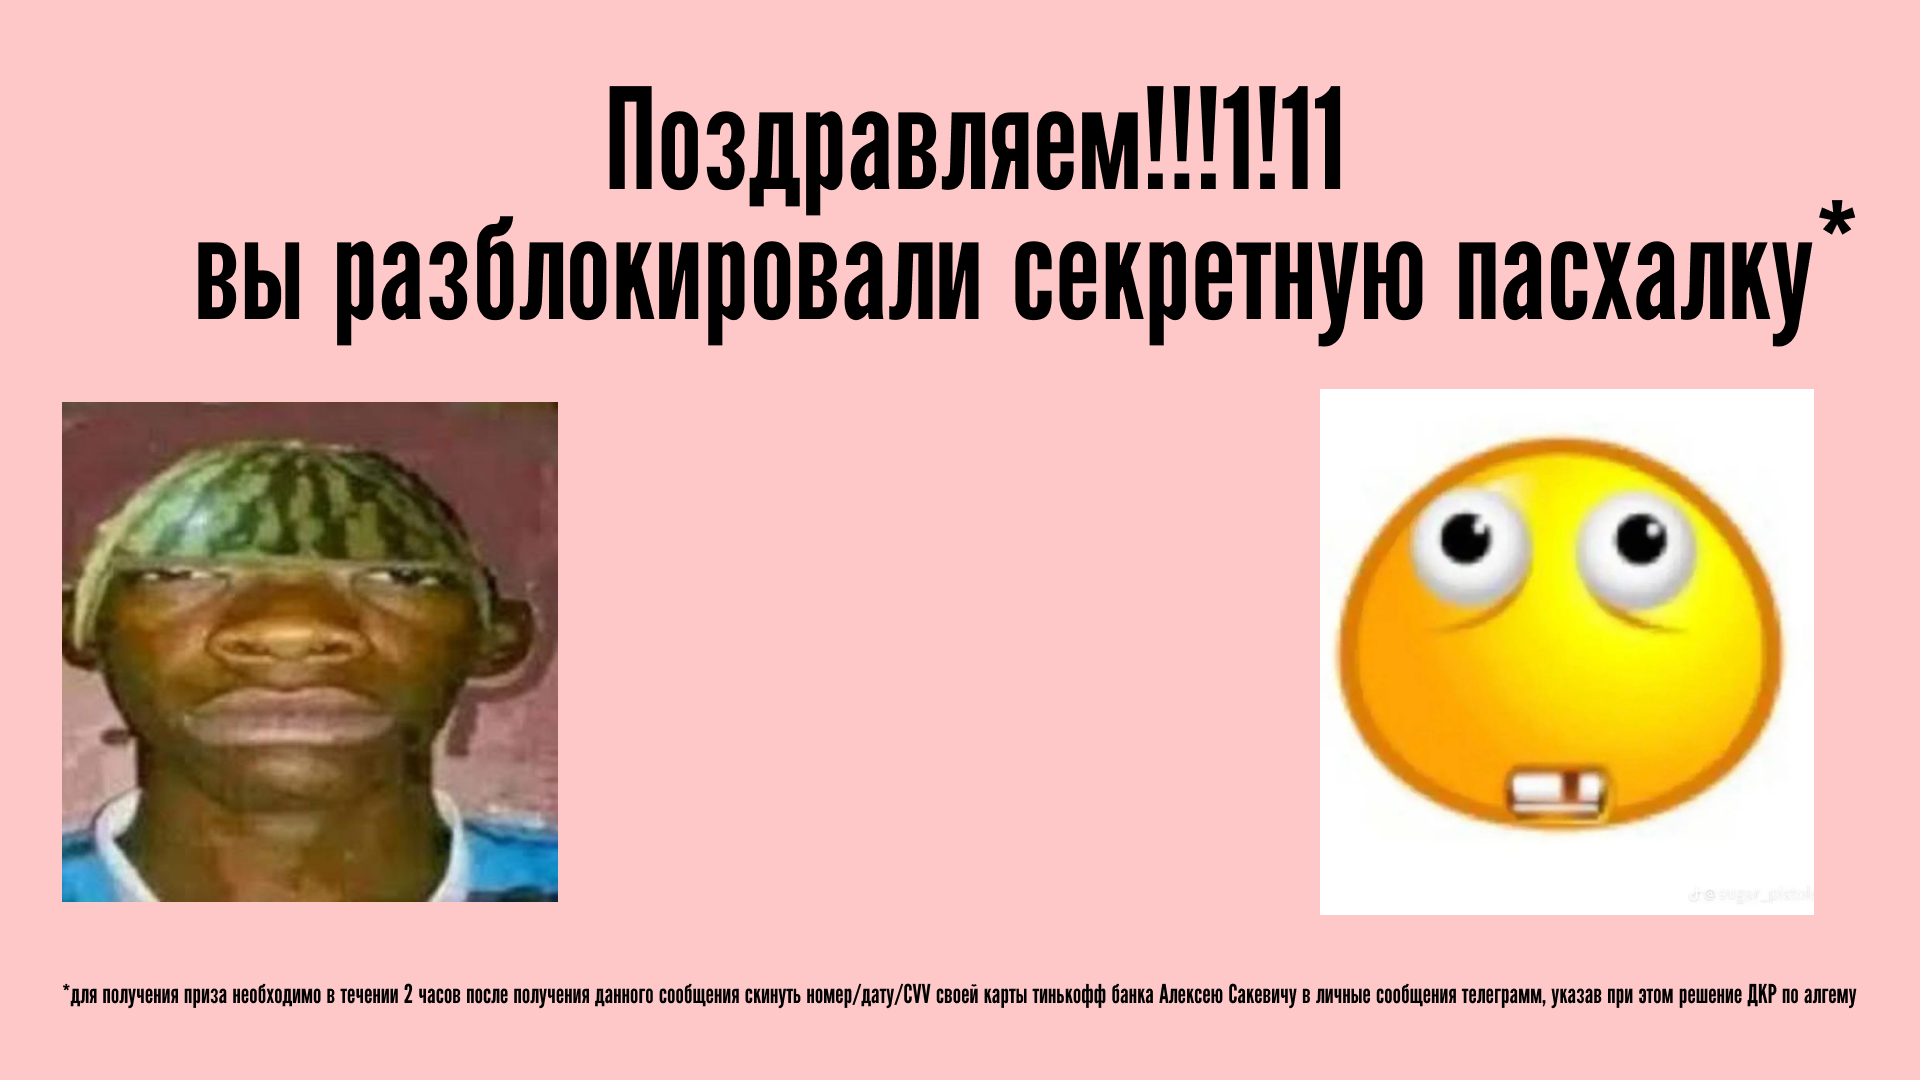 Поздравляем!!!1!11
вы разблокировали секретную пасхалку*
*для получения приза необходимо в течении 2 часов после получения данного сообщения скинуть номер/дату/CVV своей карты тинькофф банка Алексею Сакевичу в личные сообщения телеграмм, указав при этом решение ДКР по алгему